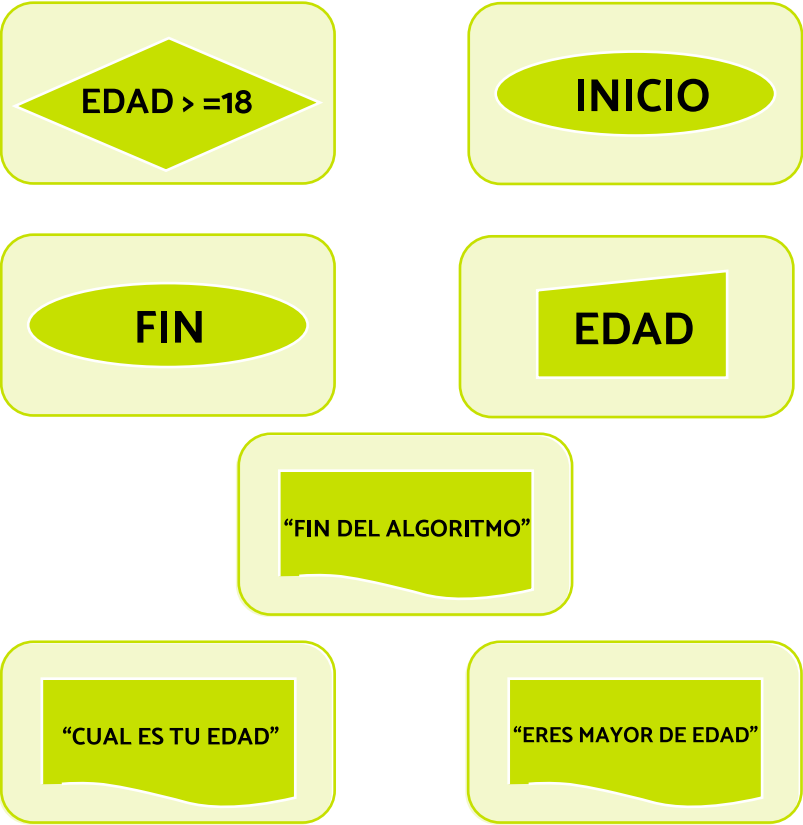 EDAD > =18
INICIO
FIN
EDAD
“FIN DEL ALGORITMO”
“CUAL ES TU EDAD”
“ERES MAYOR DE EDAD”